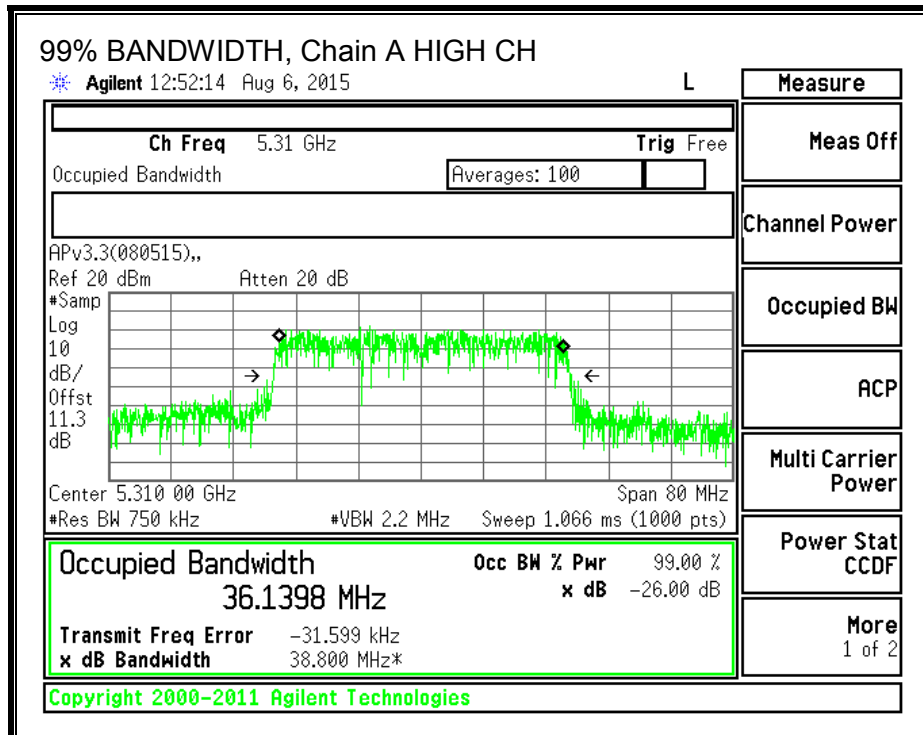 99% BANDWIDTH, Chain A HIGH CH
Agilent 12:52:14 Aug 6, 2015 L
Measure
Ch Freq 5.31 GHz Trig Free
Meas Off
Occupied Bandwidth Averages: 100
Channel Power
APv3.3(080515),,
Ref 20 dBm Atten 20 dB
#Samp
Log
10
dB/
Offst
11.3
dB
Occupied BW
ACP
Center 5.310 00 GHz Span 80 MHz
#Res BW 750 kHz #VBW 2.2 MHz Sweep 1.066 ms (1000 pts)
Multi Carrier
Power
Occupied Bandwidth
36.1398 MHz
Occ BW % Pwr 99.00 %
x dB -26.00 dB
Transmit Freq Error -31.599 kHz
x dB Bandwidth 38.800 MHz*
Power Stat
CCDF
More
1 of 2
Copyright 2000-2011 Agilent Technologies